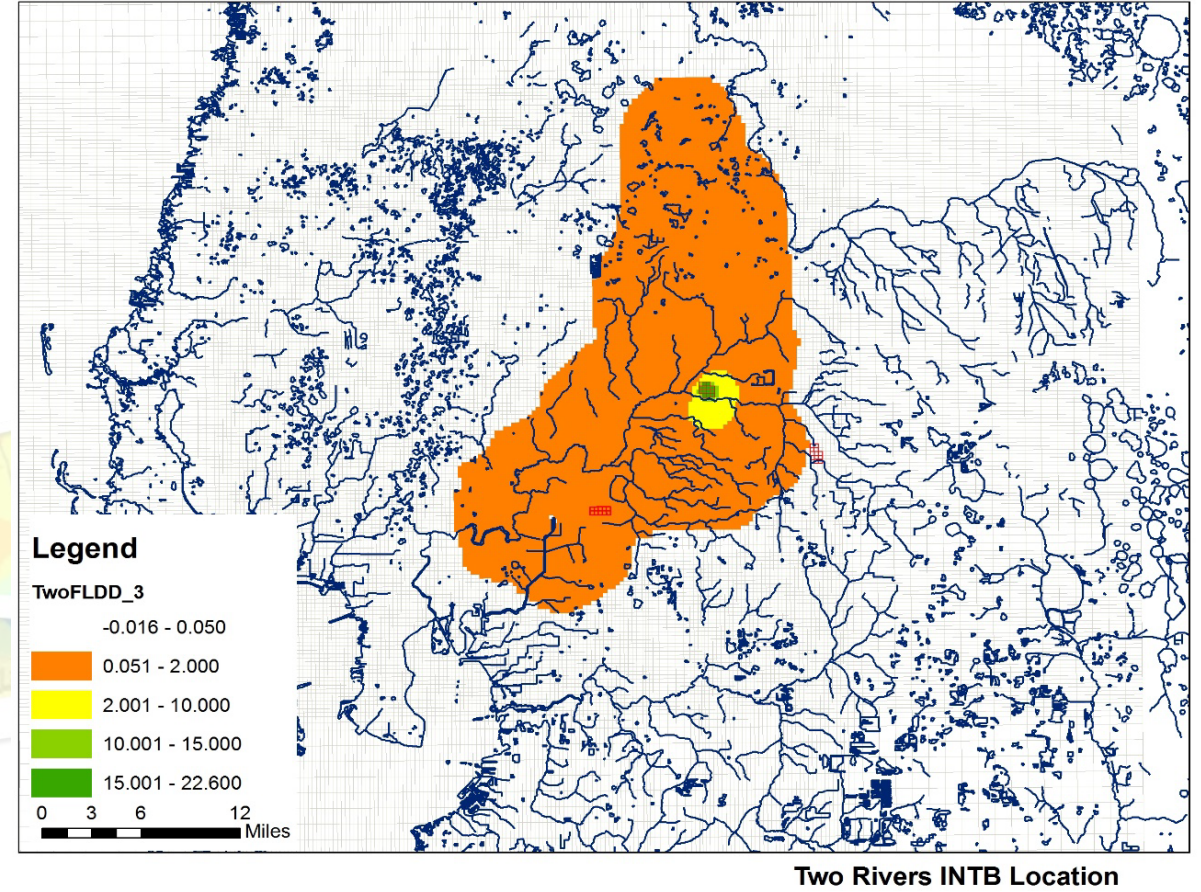 Legend
TwoFLDD_3
-0.016 - 0.050
0.051 - 2.000
2.001 - 10.000
10.001 - 15.000
15.001 - 22.600
0 3 6 12
Miles
Two Rivers INTB Location